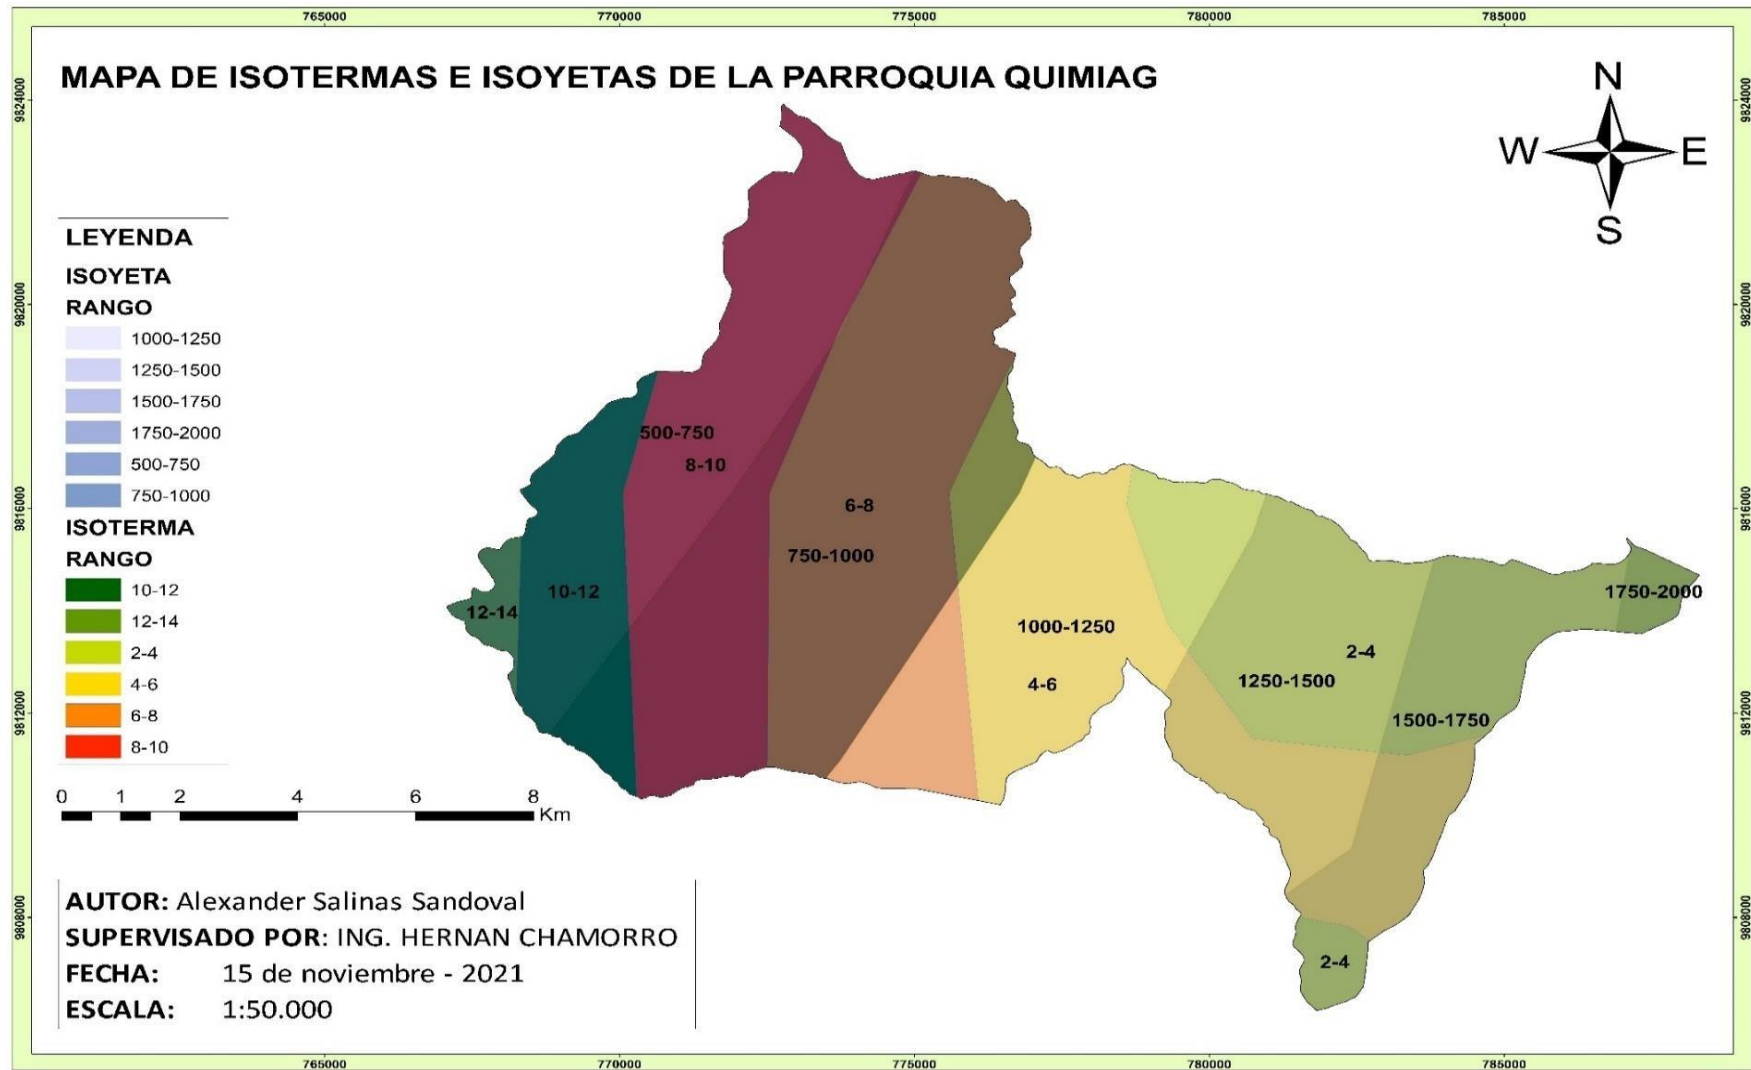 765000 770000 775000 780000 785000
MAPA DE ISOTERMAS E ISOYETAS DE LA PARROQUIA QUIMIAG
N
W E
S
9824000 9824000
9820000 9820000
9816000 9816000
9812000 9812000
9808000 9808000
LEYENDA
ISOYETA
RANGO
1000-1250
1250-1500
1500-1750
1750-2000
500-750
750-1000
ISOTERMA
RANGO
10-12
12-14
2-4
4-6
6-8
8-10
0 1 2 4 6 8
Km
500-750
8-10
6-8
750-1000
10-12
12-14
1000-1250
4-6
2-4
1250-1500
1500-1750
1750-2000
2-4
AUTOR: Alexander Salinas Sandoval
SUPERVISADO POR: ING. HERNAN CHAMORRO
FECHA: 15 de noviembre - 2021
ESCALA: 1:50.000
765000 770000 775000 780000 785000